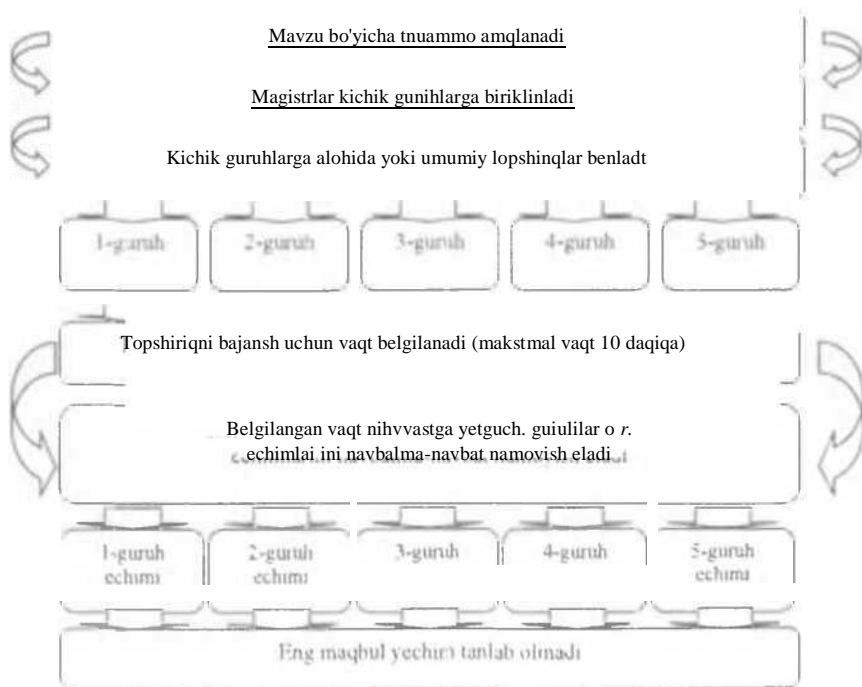 Mavzu bo'yicha tnuammo amqlanadi
Magistrlar kichik gunihlarga biriklinladi
Kichik guruhlarga alohida yoki umumiy lopshinqlar benladt
1-guruh 2-guruh 3-guruh 4-guruh 5-guruh
Topshiriqni bajansh uchun vaqt belgilanadi (makstmal vaqt 10 daqiqa)
Belgilangan vaqt nihvvastga yetguch. guiulilar o r.
echimlai ini navbalma-navbat namovish eladi
1-guruh 2-guruh 3-guruh 4-guruh 5-guruh
echimi echimi echimi
Eng maqbul yechim tanlab olinadi